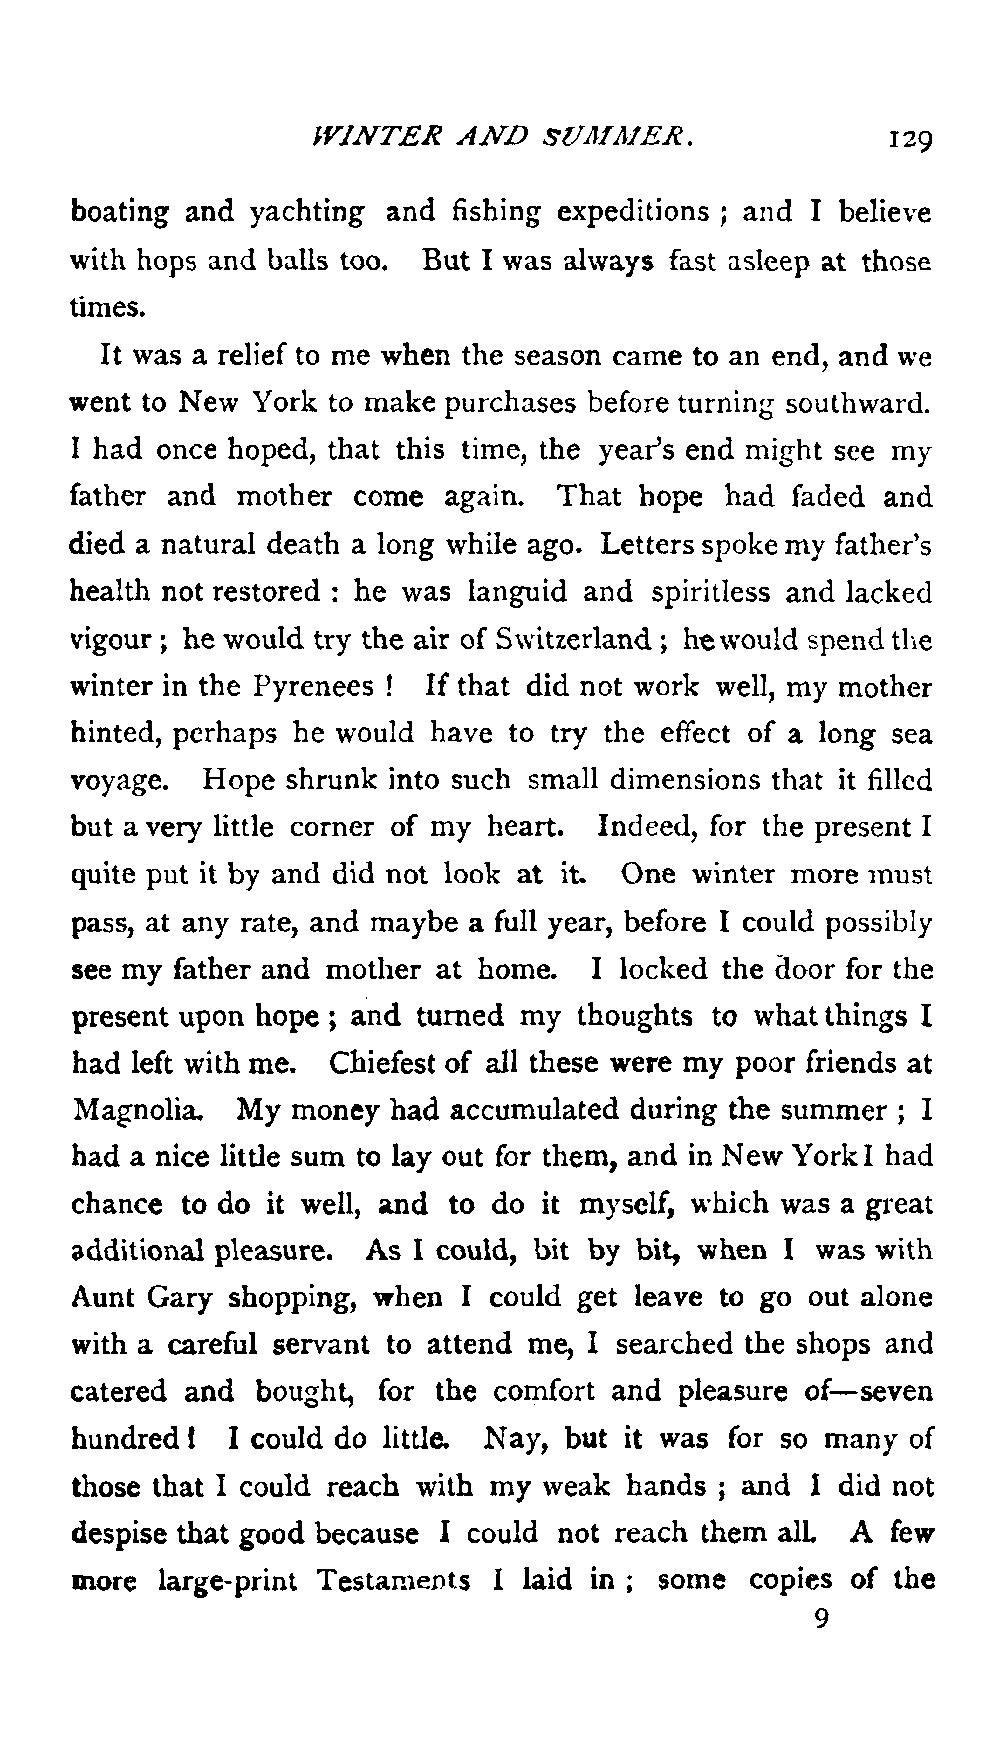 WINTER AND SUMMER. 129
boating and yachting and fishing expeditions ; and I believe
with hops and balls too. But I was always fast asleep at those
times.
It was a relief to me when the season came to an end, and we
went to New York to make purchases before turning southward.
I had once hoped, that this time, the year's end might see my
father and mother come again. That hope had faded and
died a natural death a long while ago. Letters spoke my father's
health not restored : he was languid and spiritless and lacked
vigour ; he would try the air of Switzerland ; he would spend the
winter in the Pyrenees ! If that did not work well, my mother
hinted, perhaps he would have to try the effect of a long sea
voyage. Hope shrunk into such small dimensions that it filled
but a very little corner of my heart. Indeed, for the present I
quite put it by and did not look at it. One winter more must
pass, at any rate, and maybe a full year, before I could possibly
see my father and mother at home. I locked the door for the
present upon hope ; and turned my thoughts to what things I
had left with me. Chiefest of all these were my poor friends at
Magnolia. My money had accumulated during the summer ; I
had a nice little sum to lay out for them, and in New York I had
chance to do it well, and to do it myself, which was a great
additional pleasure. As I could, bit by bit, when I was with
Aunt Gary shopping, when I could get leave to go out alone
with a careful servant to attend me, I searched the shops and
catered and bought, for the comfort and pleasure of—seven
hundred ! I could do little. Nay, but it was for so many of
those that I could reach with my weak hands ; and I did not
despise that good because I could not reach them all. A few
more large-print Testaments I laid in ; some copies of the
9